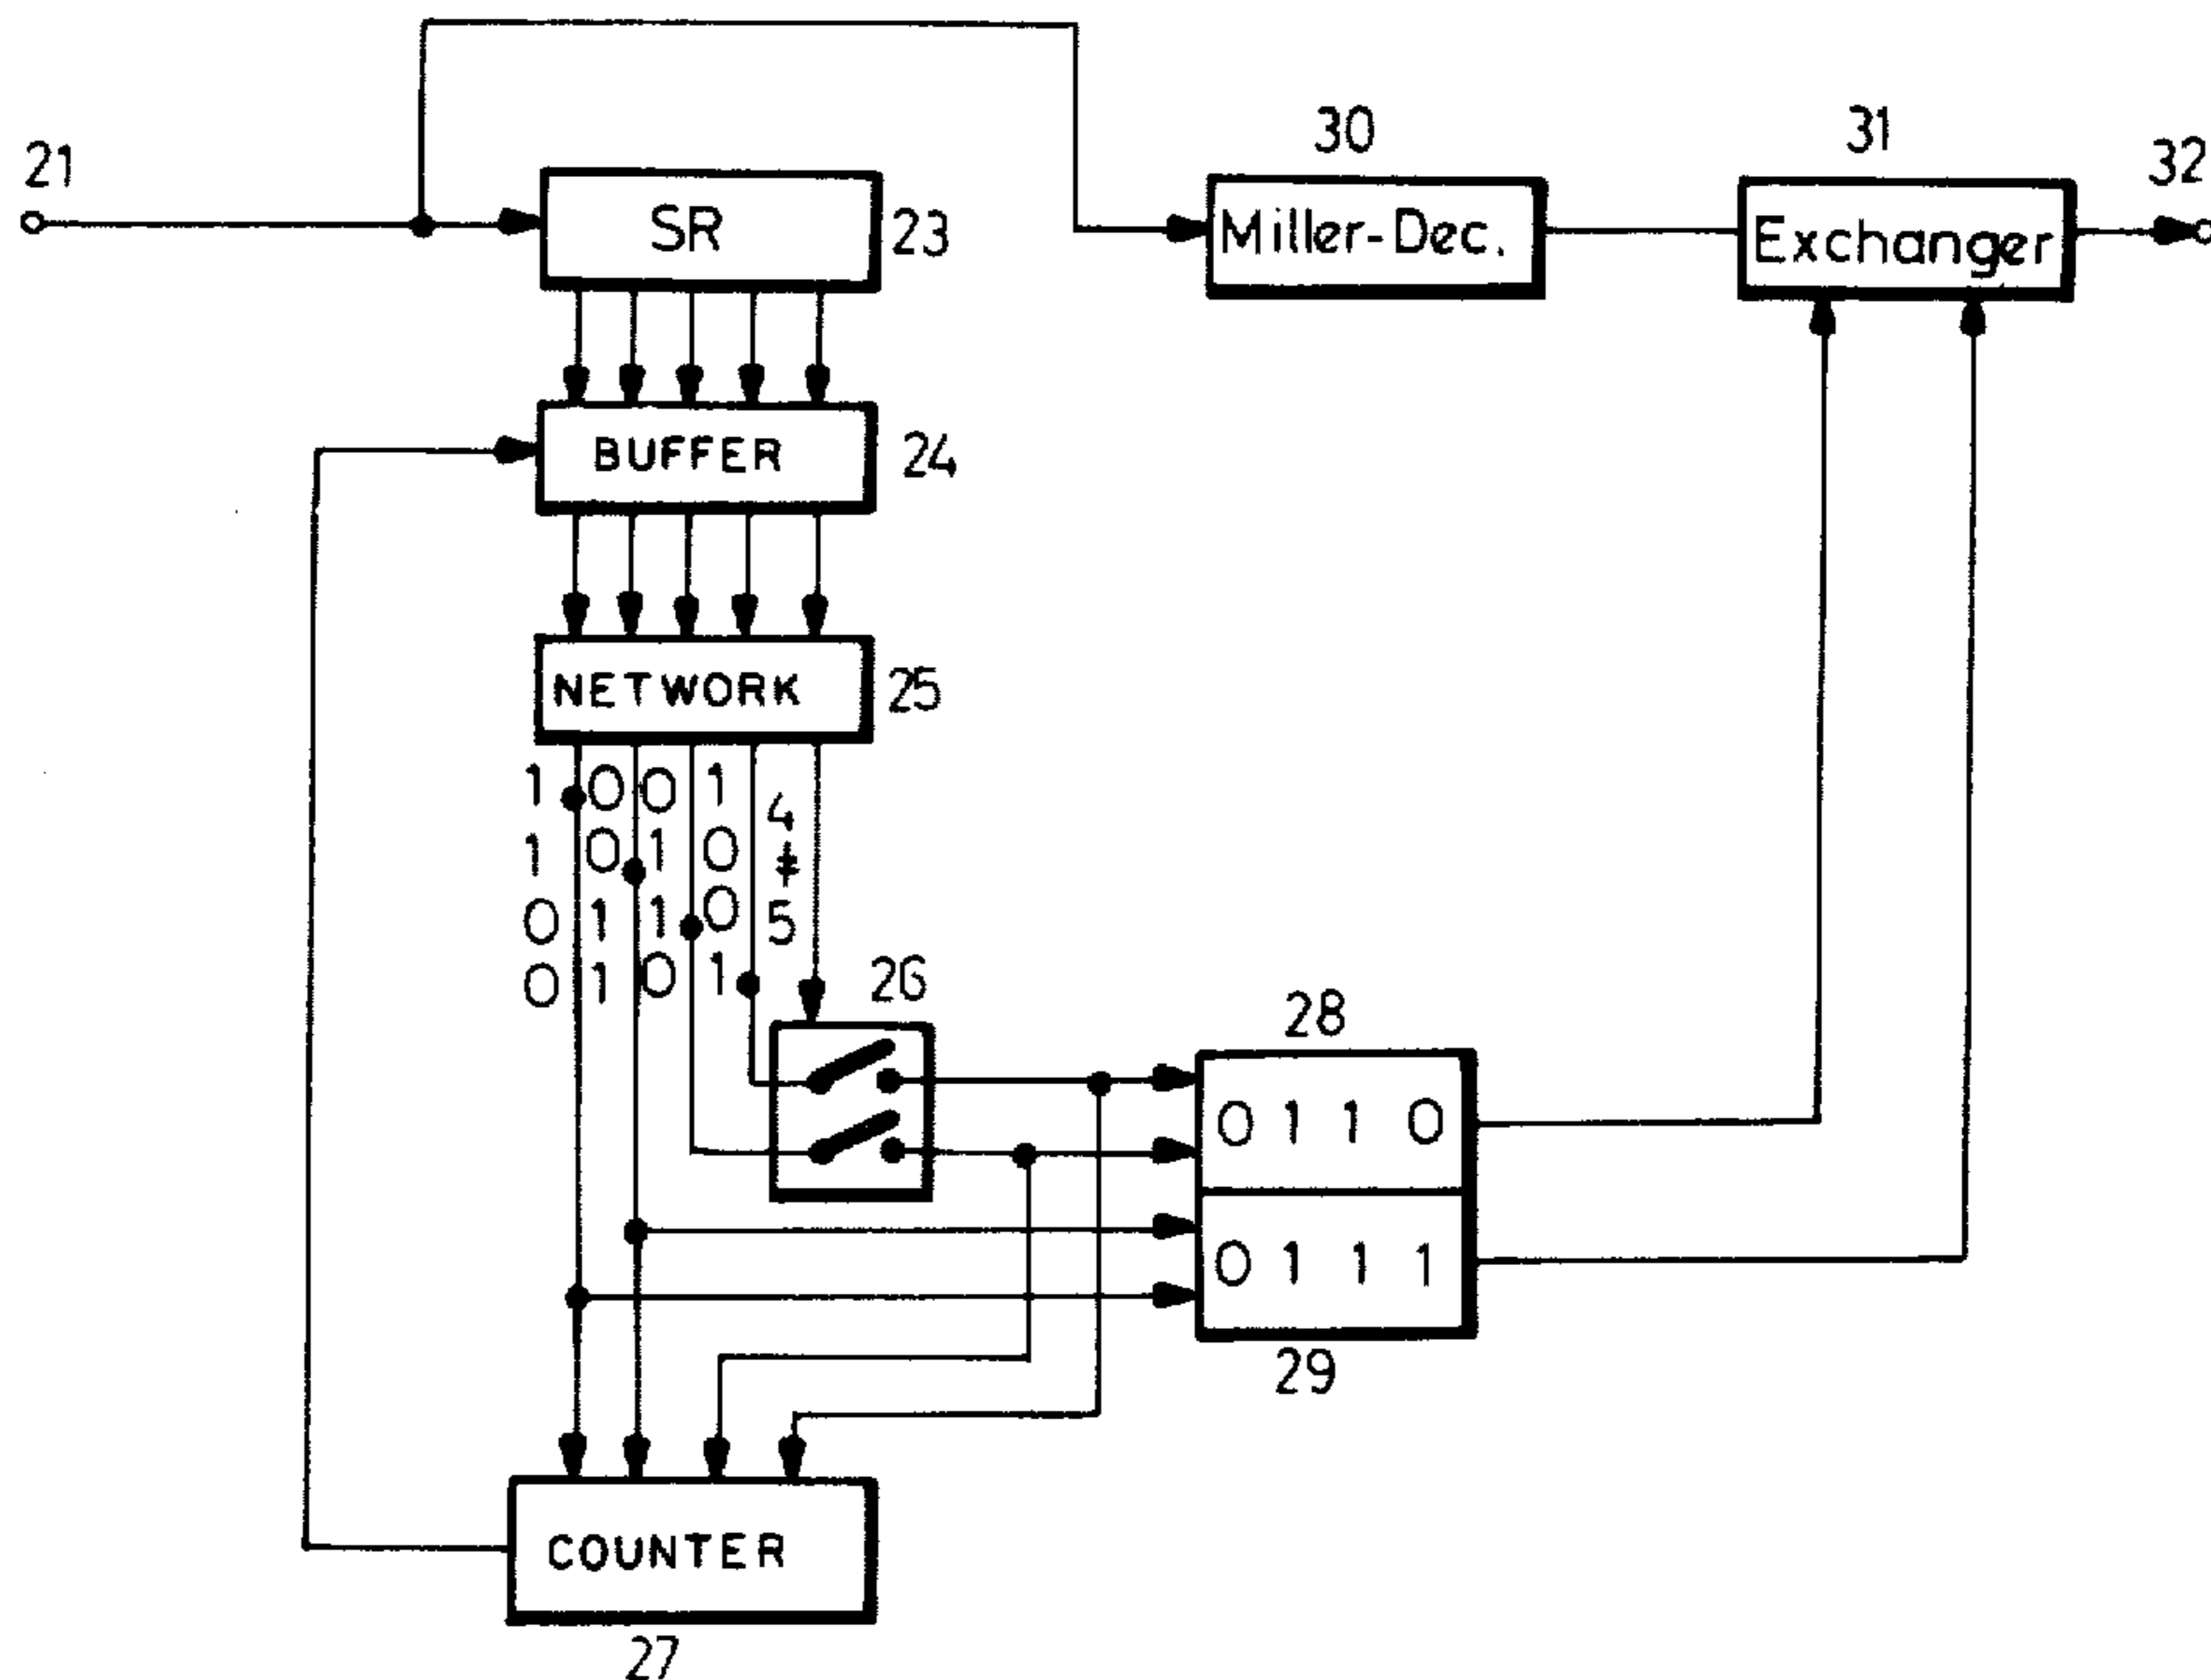 21
SR
23
30
Miller-Dec.
31
Exchanger
32
BUFFER
24
NETWORK
25
1 0 0 1 4
1 0 1 0 ‡
0 1 1 0 5
0 1 0 1
26
28
0 1 1 0
0 1 1 1
29
COUNTER
27